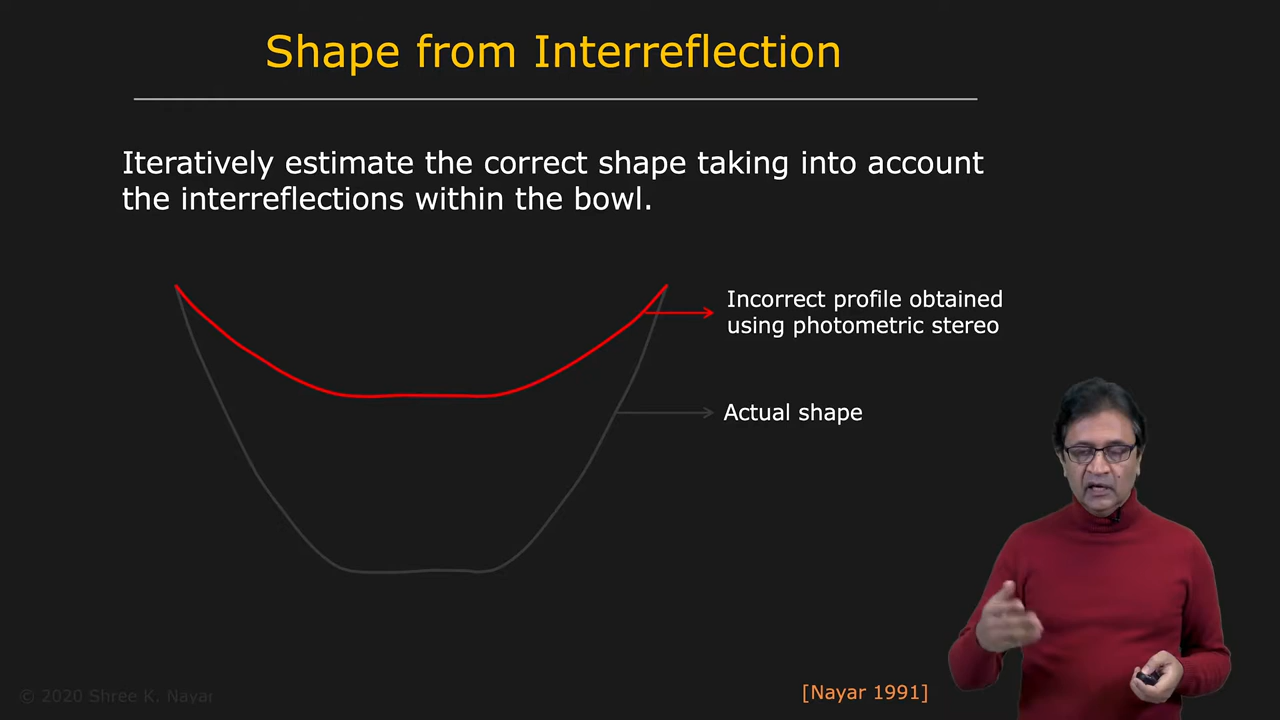 Shape from Interreflection
Iteratively estimate the correct shape taking into account
the interreflections within the bowl.
Incorrect profile obtained
using photometric stereo
Actual shape
© 2020 Shree K. Nayar
[Nayar 1991]